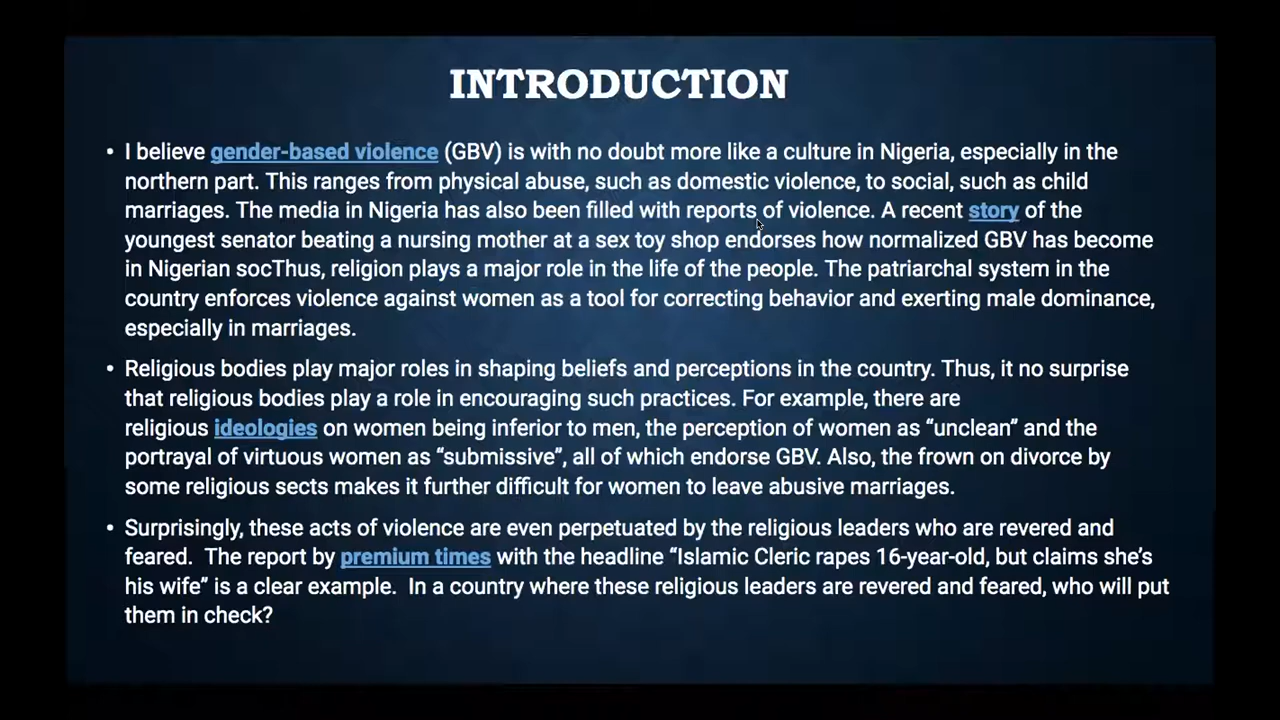 INTRODUCTION
• I believe gender-based violence (GBV) is with no doubt more like a culture in Nigeria, especially in the
northern part. This ranges from physical abuse, such as domestic violence, to social, such as child
marriages. The media in Nigeria has also been filled with reports of violence. A recent story of the
youngest senator beating a nursing mother at a sex toy shop endorses how normalized GBV has become
in Nigerian socThus, religion plays a major role in the life of the people. The patriarchal system in the
country enforces violence against women as a tool for correcting behavior and exerting male dominance,
especially in marriages.
• Religious bodies play major roles in shaping beliefs and perceptions in the country. Thus, it no surprise
that religious bodies play a role in encouraging such practices. For example, there are
religious ideologies on women being inferior to men, the perception of women as “unclean” and the
portrayal of virtuous women as “submissive”, all of which endorse GBV. Also, the frown on divorce by
some religious sects makes it further difficult for women to leave abusive marriages.
• Surprisingly, these acts of violence are even perpetuated by the religious leaders who are revered and
feared.  The report by premium times with the headline “Islamic Cleric rapes 16-year-old, but claims she’s
his wife” is a clear example.  In a country where these religious leaders are revered and feared, who will put
them in check?